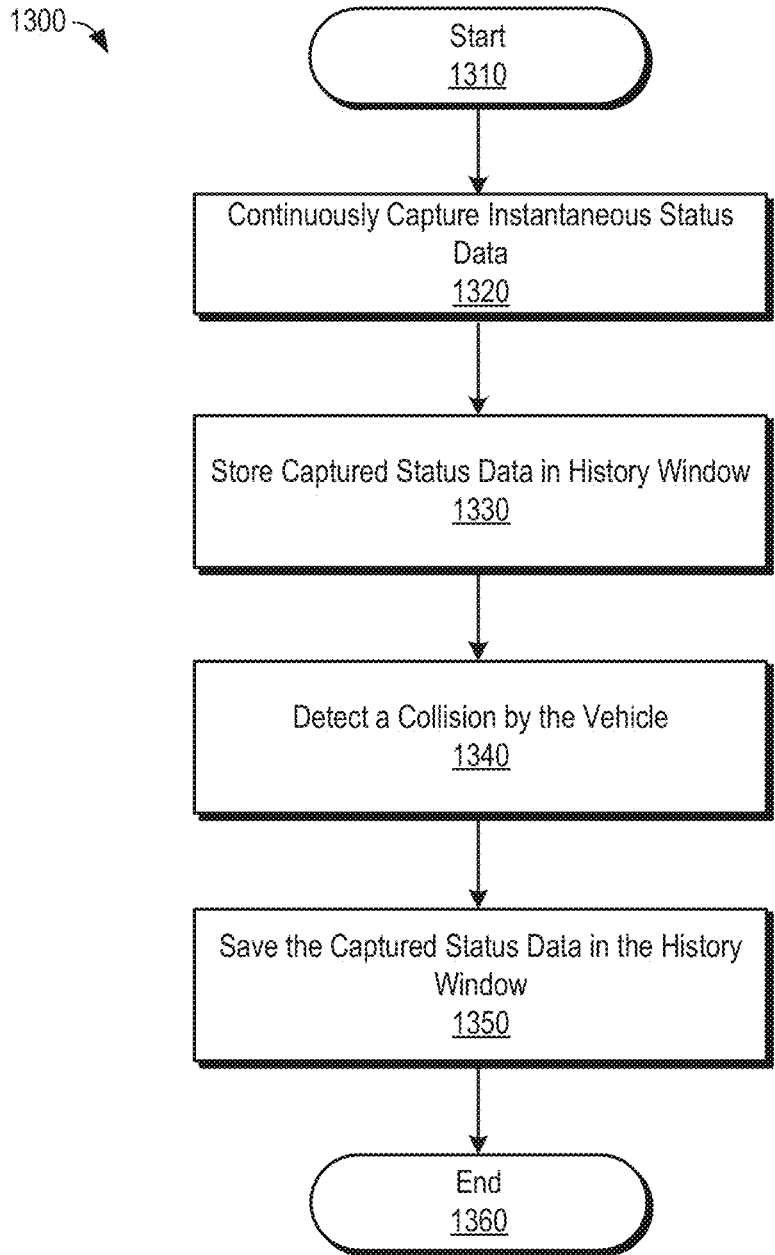 1300
Start
1310
Continuously Capture Instantaneous Status
Data
1320
Store Captured Status Data in History Window
1330
Detect a Collision by the Vehicle
1340
Save the Captured Status Data in the History
Window
1350
End
1360